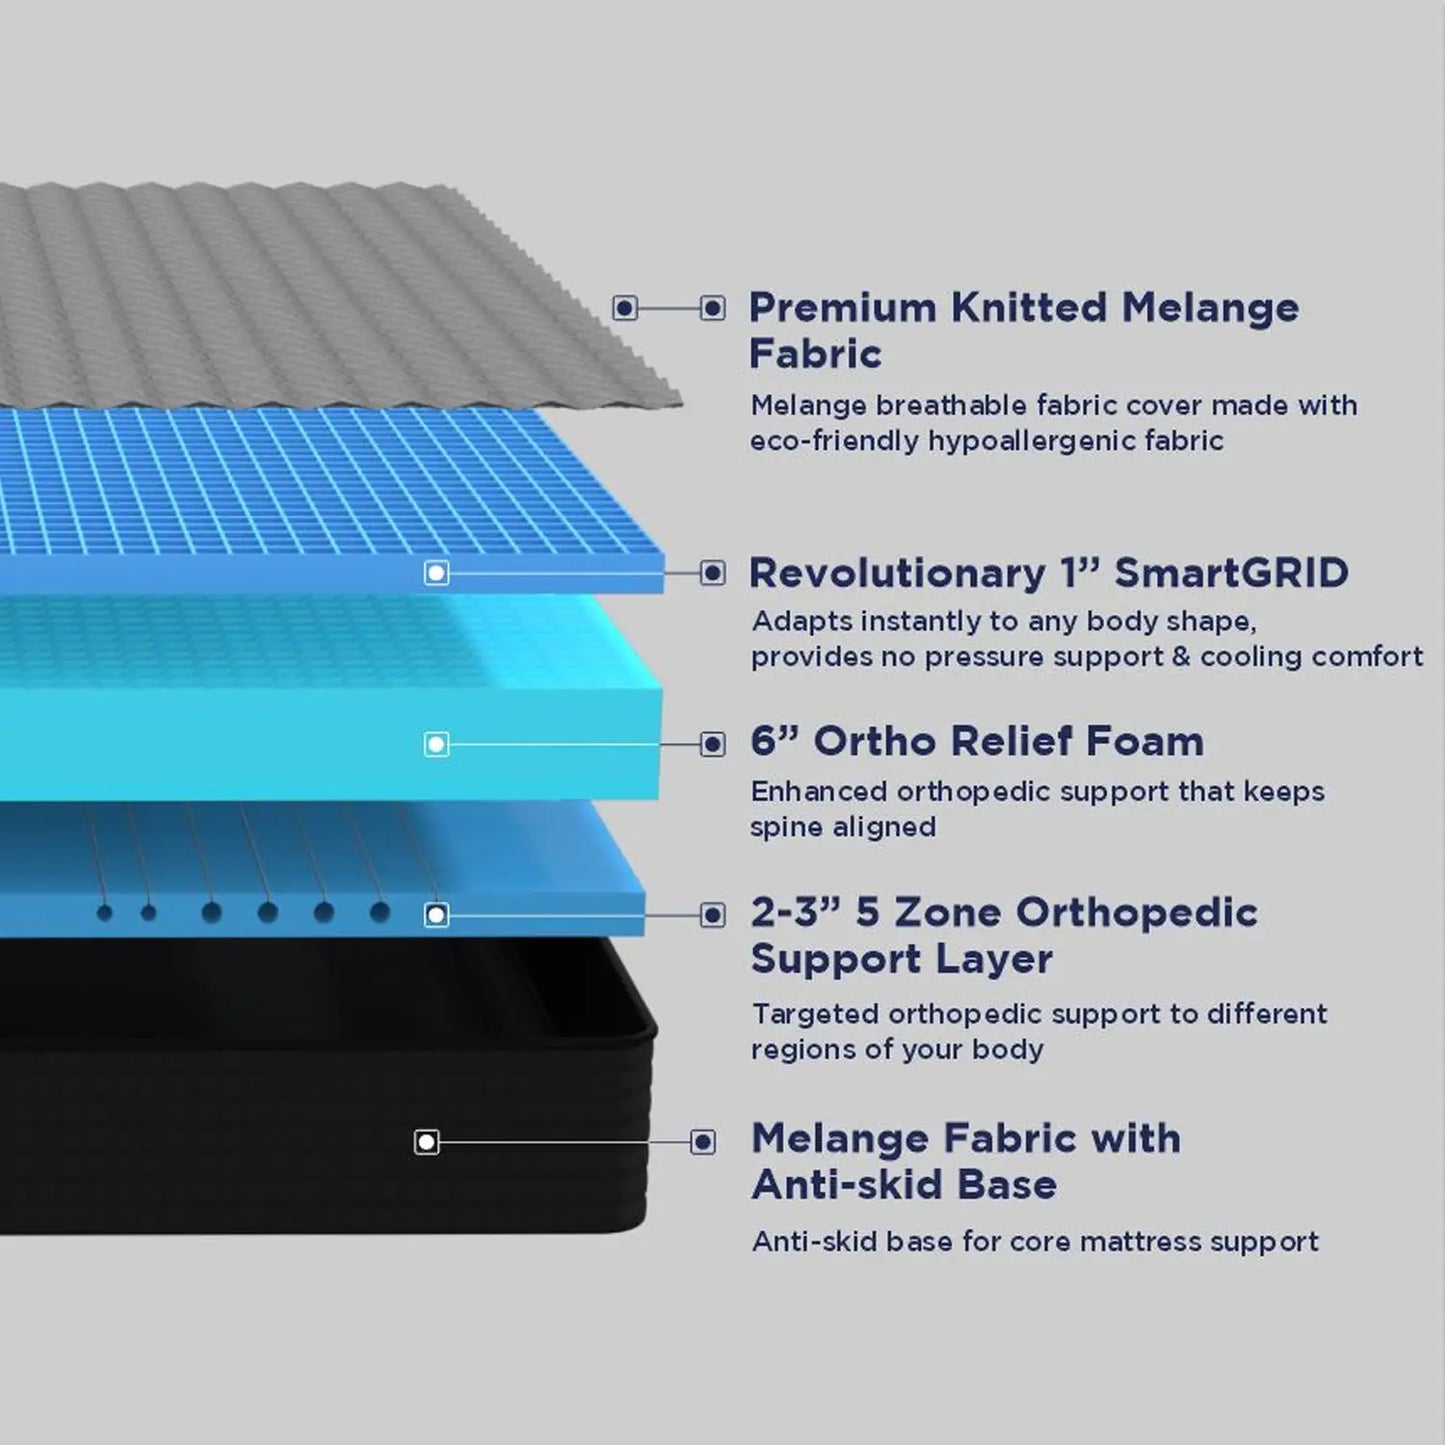 Premium Knitted Melange
Fabric
Melange breathable fabric cover made with
eco-friendly hypoallergenic fabric
Revolutionary 1” SmartGRID
Adapts instantly to any body shape,
provides no pressure support & cooling comfort
6” Ortho Relief Foam
Enhanced orthopedic support that keeps
spine aligned
2-3” 5 Zone Orthopedic
Support Layer
Targeted orthopedic support to different
regions of your body
Melange Fabric with
Anti-skid Base
Anti-skid base for core mattress support